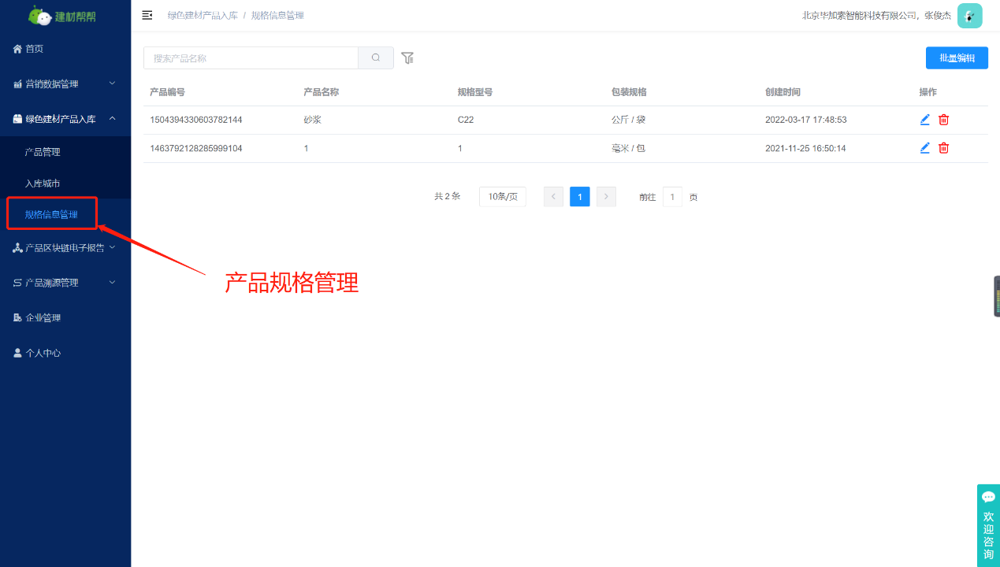 建材帮帮
绿色建材产品入库 / 规格信息管理
北京毕加索智能科技有限公司，张俊杰
首页
营销数据管理
绿色建材产品入库
产品管理
入库城市
规格信息管理
产品区块链电子报告
产品溯源管理
企业管理
个人中心
搜索产品名称
批量编辑
产品编号 产品名称 规格型号 包装规格 创建时间 操作
1504394330603782144 砂浆 C22 公斤 / 袋 2022-03-17 17:48:53
1463792128285999104 1 1 毫米 / 包 2021-11-25 16:50:14
共 2 条 10条/页 1 前往 1 页
产品规格管理
欢迎咨询